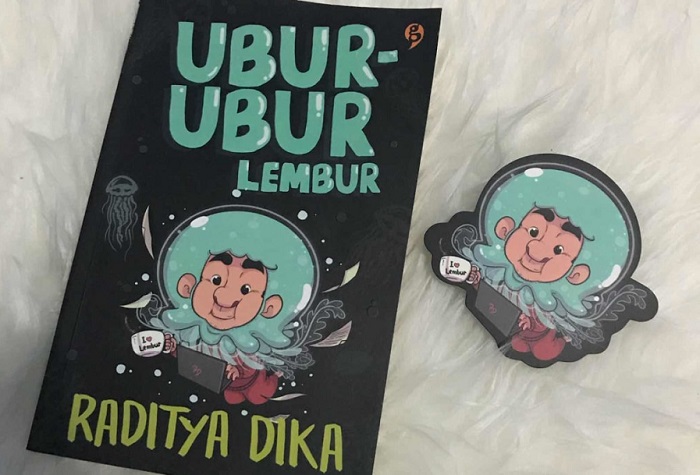 UBUR-
UBUR
LEMBUR
I ♥
Lembur
RADITYA DIKA
I ♥
Lembur